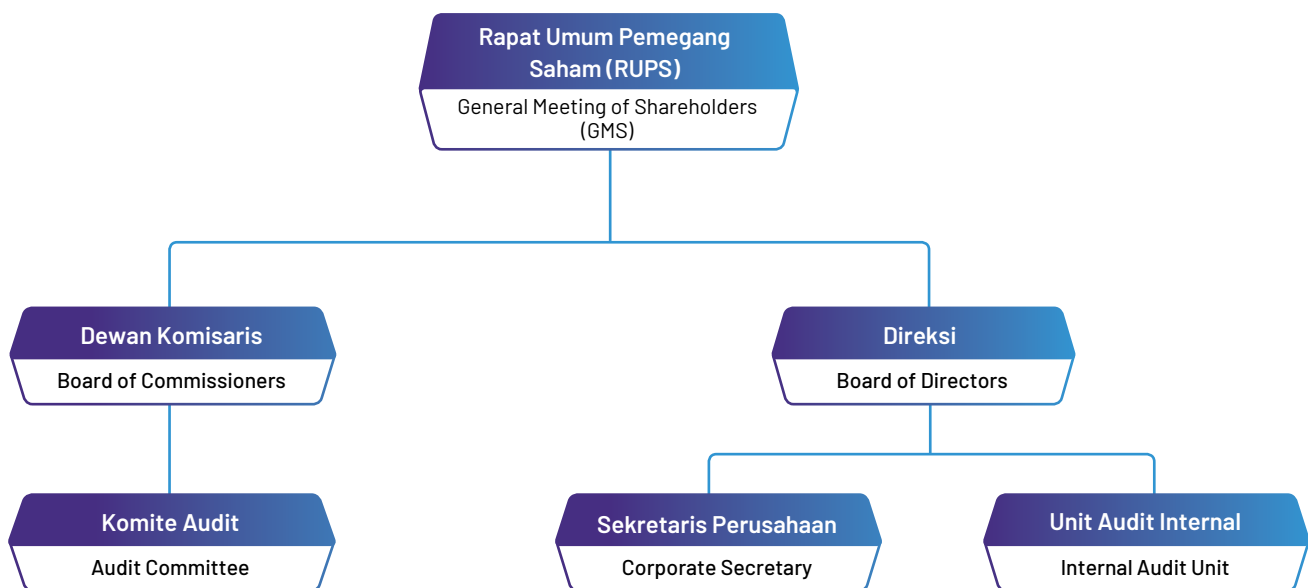 Rapat Umum Pemegang
Saham (RUPS)
General Meeting of Shareholders
(GMS)
Dewan Komisaris
Board of Commissioners
Direksi
Board of Directors
Komite Audit
Audit Committee
Sekretaris Perusahaan
Corporate Secretary
Unit Audit Internal
Internal Audit Unit